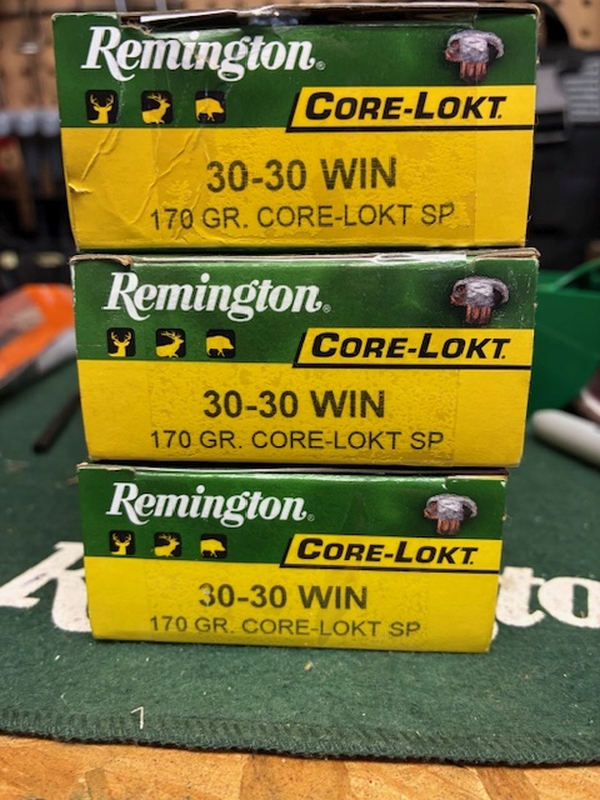 Remington®
CORE-LOKT.
30-30 WIN
170 GR. CORE-LOKT SP
Remington®
CORE-LOKT.
30-30 WIN
170 GR. CORE-LOKT SP
Remington®
CORE-LOKT.
30-30 WIN
170 GR. CORE-LOKT SP